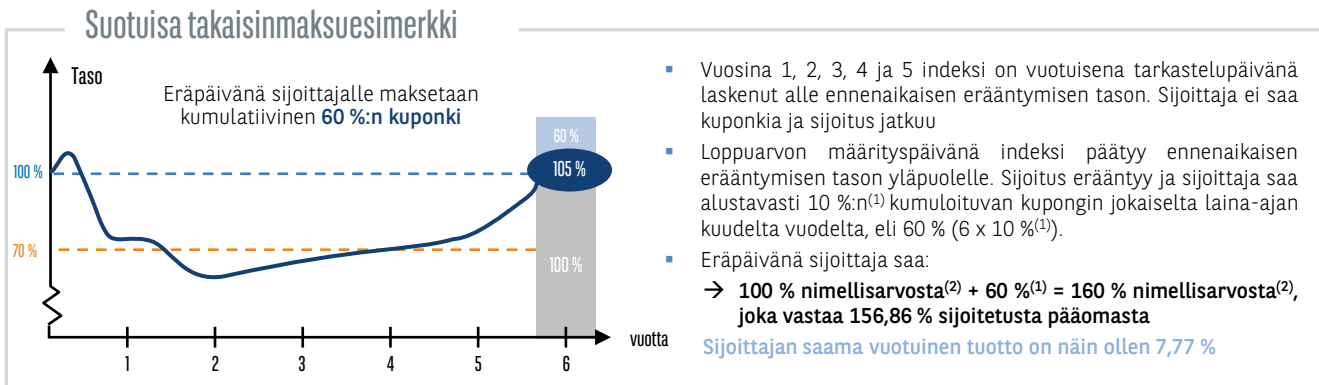 Suotuisa takaisinmaksuesimerkki
Taso
Eräpäivänä sijoittajalle maksetaan
kumulatiivinen 60 %:n kuponki
60 %
100 %
105 %
70 %
100 %
vuotta
1 2 3 4 5 6
▪ Vuosina 1, 2, 3, 4 ja 5 indeksi on vuotuisena tarkastelupäivänä
laskenut alle ennenaikaisen erääntymisen tason. Sijoittaja ei saa
kuponkia ja sijoitus jatkuu
▪ Loppuarvon määrityspäivänä indeksi päätyy ennenaikaisen
erääntymisen tason yläpuolelle. Sijoitus erääntyy ja sijoittaja saa
alustavasti 10 %:n(1) kumuloituvan kupongin jokaiselta laina-ajan
kuudelta vuodelta, eli 60 % (6 x 10 %(1)).
▪ Eräpäivänä sijoittaja saa:
→ 100 % nimellisarvosta(2) + 60 %(1) = 160 % nimellisarvosta(2),
joka vastaa 156,86 % sijoitetusta pääomasta
Sijoittajan saama vuotuinen tuotto on näin ollen 7,77 %